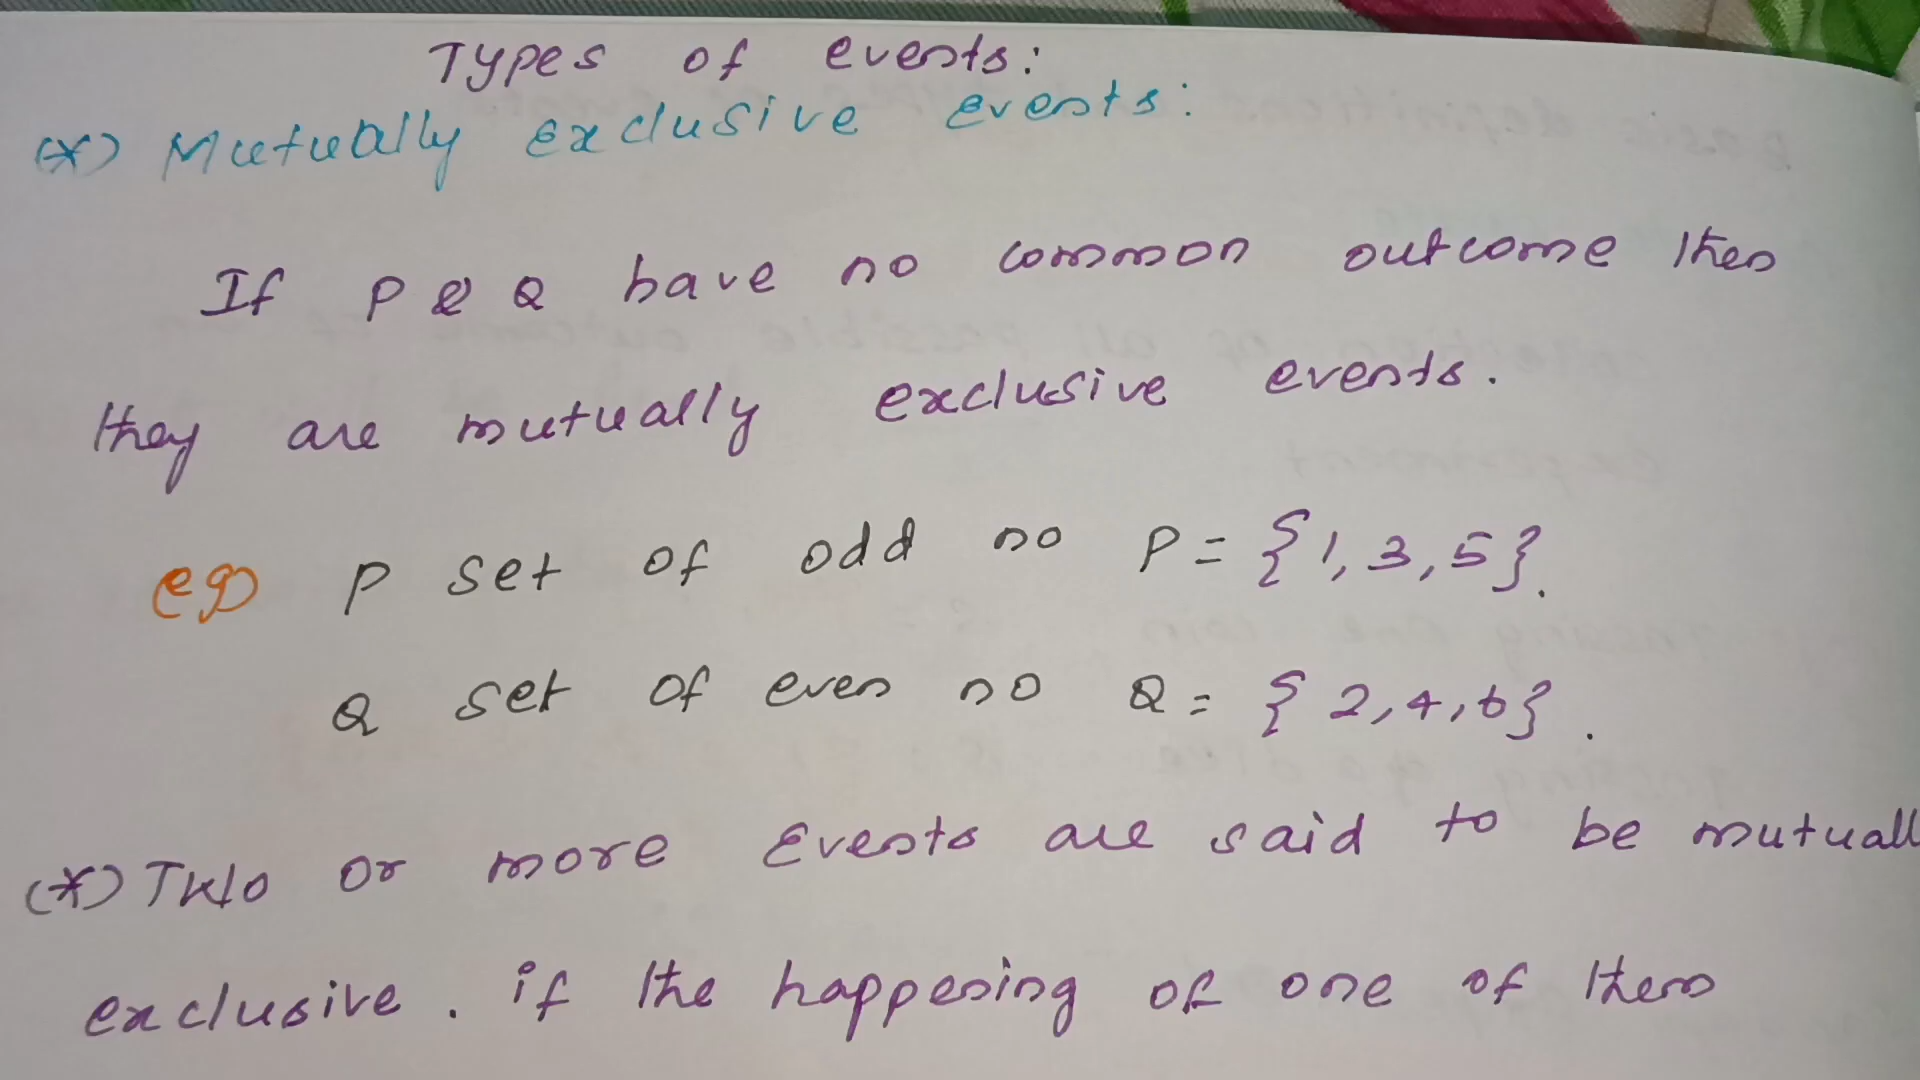 Types of events:
(*) Mutually exclusive events:
If P & Q have no common outcome then
they are mutually exclusive events.
eg) P set of odd no P = {1, 3, 5}.
Q set of even no Q = {2, 4, 6}.
(*) Two or more Events are said to be mutuall
exclusive. if the happening of one of them